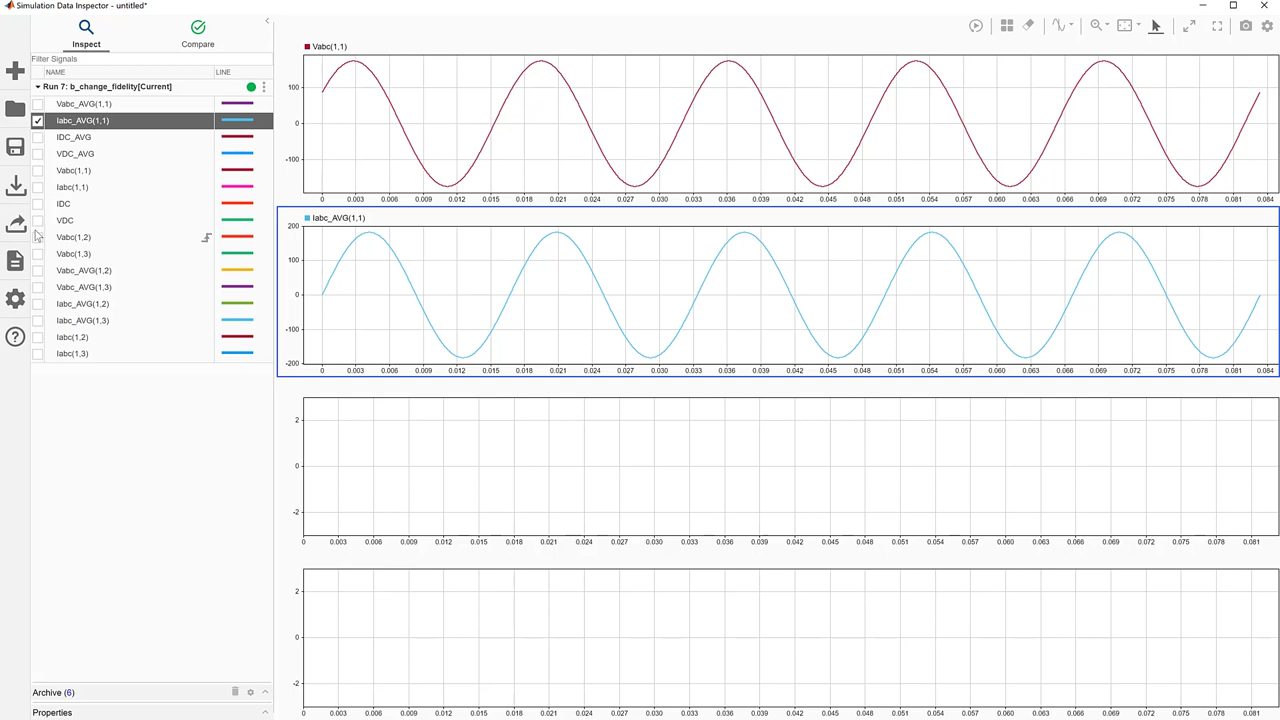 Simulation Data Inspector - untitled*
Inspect
Compare
Filter Signals
NAME
LINE
Run 7: b_change_fidelity[Current]
Vabc_AVG(1,1)
Iabc_AVG(1,1)
IDC_AVG
VDC_AVG
Vabc(1,1)
Iabc(1,1)
IDC
VDC
Vabc(1,2)
Vabc(1,3)
Vabc_AVG(1,2)
Vabc_AVG(1,3)
Iabc_AVG(1,2)
Iabc_AVG(1,3)
Iabc(1,2)
Iabc(1,3)
Archive (6)
Properties
Vabc(1,1)
100
0
-100
0 0.003 0.006 0.009 0.012 0.015 0.018 0.021 0.024 0.027 0.030 0.033 0.036 0.039 0.042 0.045 0.048 0.051 0.054 0.057 0.060 0.063 0.066 0.069 0.072 0.075 0.078 0.081 0.084
Iabc_AVG(1,1)
200
100
0
-100
-200
0 0.003 0.006 0.009 0.012 0.015 0.018 0.021 0.024 0.027 0.030 0.033 0.036 0.039 0.042 0.045 0.048 0.051 0.054 0.057 0.060 0.063 0.066 0.069 0.072 0.075 0.078 0.081 0.084
2
0
-2
0 0.003 0.006 0.009 0.012 0.015 0.018 0.021 0.024 0.027 0.030 0.033 0.036 0.039 0.042 0.045 0.048 0.051 0.054 0.057 0.060 0.063 0.066 0.069 0.072 0.075 0.078 0.081
2
0
-2
0 0.003 0.006 0.009 0.012 0.015 0.018 0.021 0.024 0.027 0.030 0.033 0.036 0.039 0.042 0.045 0.048 0.051 0.054 0.057 0.060 0.063 0.066 0.069 0.072 0.075 0.078 0.081